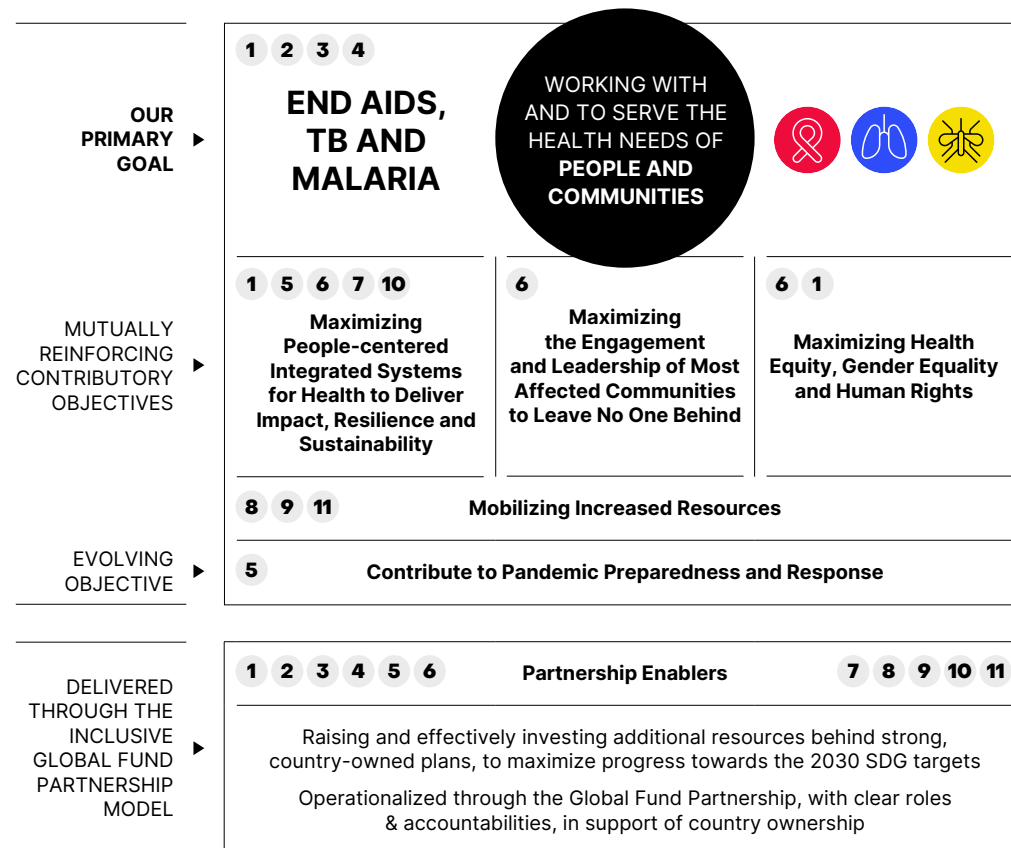 OUR
PRIMARY
GOAL
1 2 3 4
END AIDS,
TB AND
MALARIA
WORKING WITH
AND TO SERVE THE
HEALTH NEEDS OF
PEOPLE AND
COMMUNITIES
MUTUALLY
REINFORCING
CONTRIBUTORY
OBJECTIVES
1 5 6 7 10
Maximizing
People-centered
Integrated Systems
for Health to Deliver
Impact, Resilience and
Sustainability
6
Maximizing
the Engagement
and Leadership of Most
Affected Communities
to Leave No One Behind
6 1
Maximizing Health
Equity, Gender Equality
and Human Rights
8 9 11
Mobilizing Increased Resources
EVOLVING
OBJECTIVE
5
Contribute to Pandemic Preparedness and Response
DELIVERED
THROUGH THE
INCLUSIVE
GLOBAL FUND
PARTNERSHIP
MODEL
1 2 3 4 5 6
Partnership Enablers
7 8 9 10 11
Raising and effectively investing additional resources behind strong,
country-owned plans, to maximize progress towards the 2030 SDG targets
Operationalized through the Global Fund Partnership, with clear roles
& accountabilities, in support of country ownership